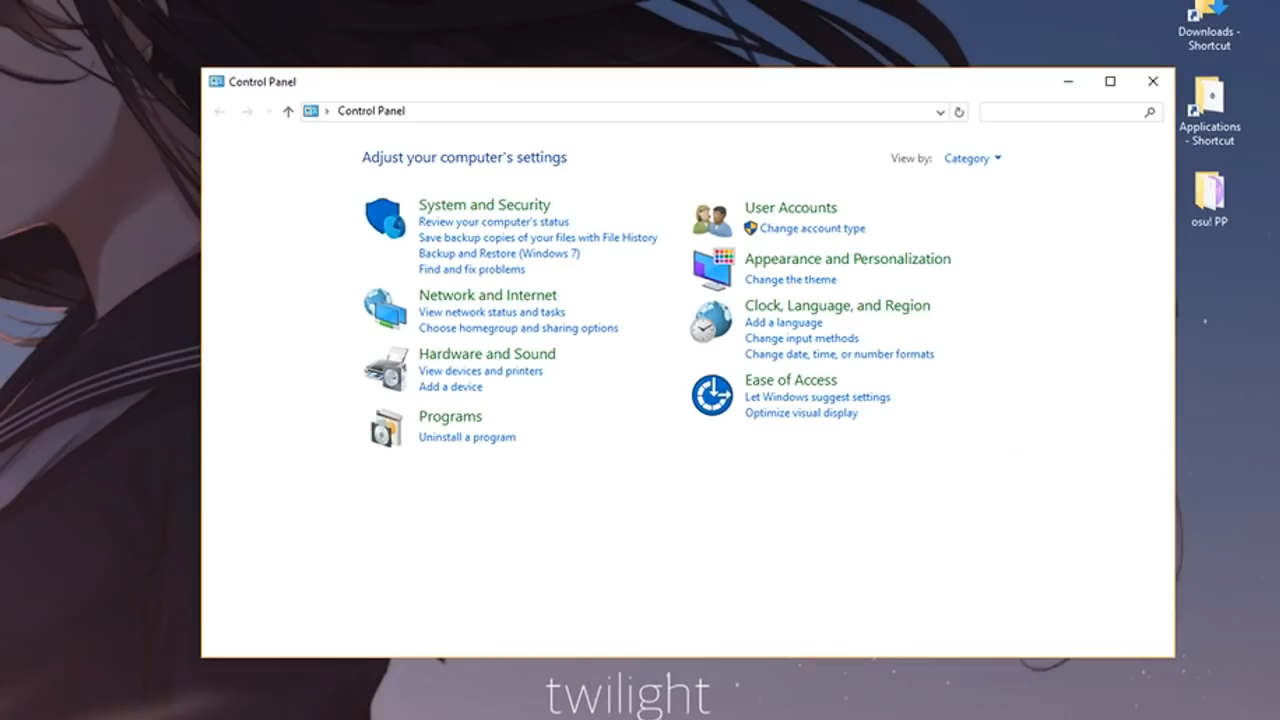 Downloads -
Shortcut
Control Panel
Control Panel
Applications
- Shortcut
Adjust your computer's settings
View by:
Category
System and Security
Review your computer's status
Save backup copies of your files with File History
Backup and Restore (Windows 7)
Find and fix problems
Network and Internet
View network status and tasks
Choose homegroup and sharing options
Hardware and Sound
View devices and printers
Add a device
Programs
Uninstall a program
User Accounts
Change account type
Appearance and Personalization
Change the theme
Clock, Language, and Region
Add a language
Change input methods
Change date, time, or number formats
Ease of Access
Let Windows suggest settings
Optimize visual display
osu! PP
twilight